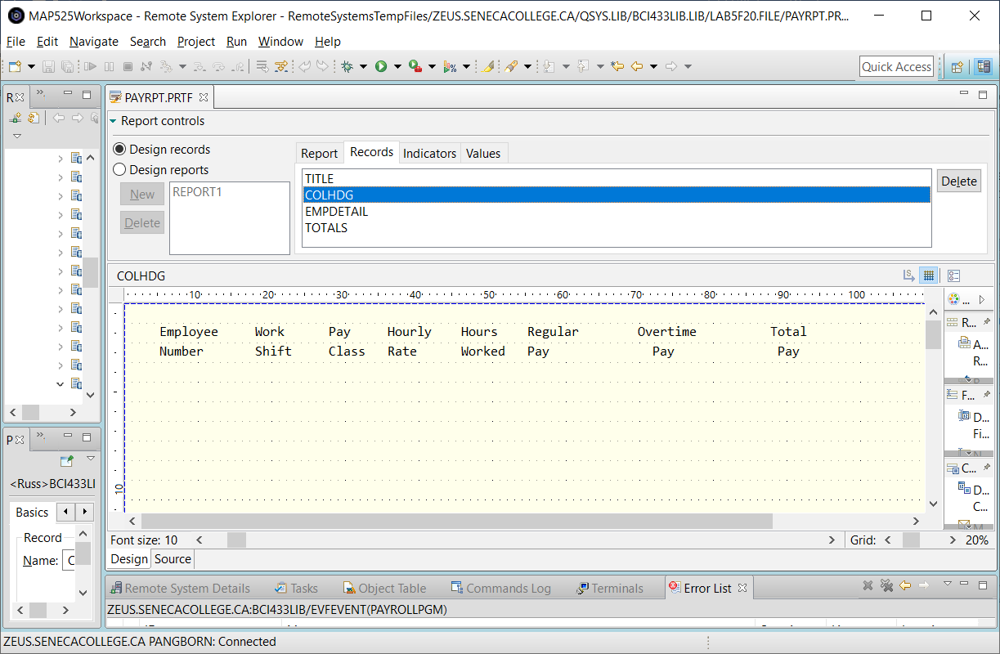 MAP525Workspace - Remote System Explorer - RemoteSystemsTempFiles/ZEUS.SENECACOLLEGE.CA/QSYS.LIB/BCI433LIB.LIB/LAB5F20.FILE/PAYRPT.PR...
File Edit Navigate Search Project Run Window Help
Quick Access
R
PAYRPT.PRTF
Report controls
Design records
Design reports
New
Delete
REPORT1
Report Records Indicators Values
TITLE
COLHDG
EMPDETAIL
TOTALS
Delete
COLHDG
10 20 30 40 50 60 70 80 90 100
Employee Work Pay Hourly Hours Regular Overtime Total
Number Shift Class Rate Worked Pay Pay Pay
10
R...
A...
R...
F...
D...
Fi...
C...
D...
C...
Font size: 10
Grid: 20%
Design Source
P
<Russ>BCI433LI
Basics
Record
Name: C
Remote System Details Tasks Object Table Commands Log Terminals Error List
ZEUS.SENECACOLLEGE.CA:BCI433LIB/EVFEVENT(PAYROLLPGM)
ZEUS.SENECACOLLEGE.CA PANGBORN: Connected